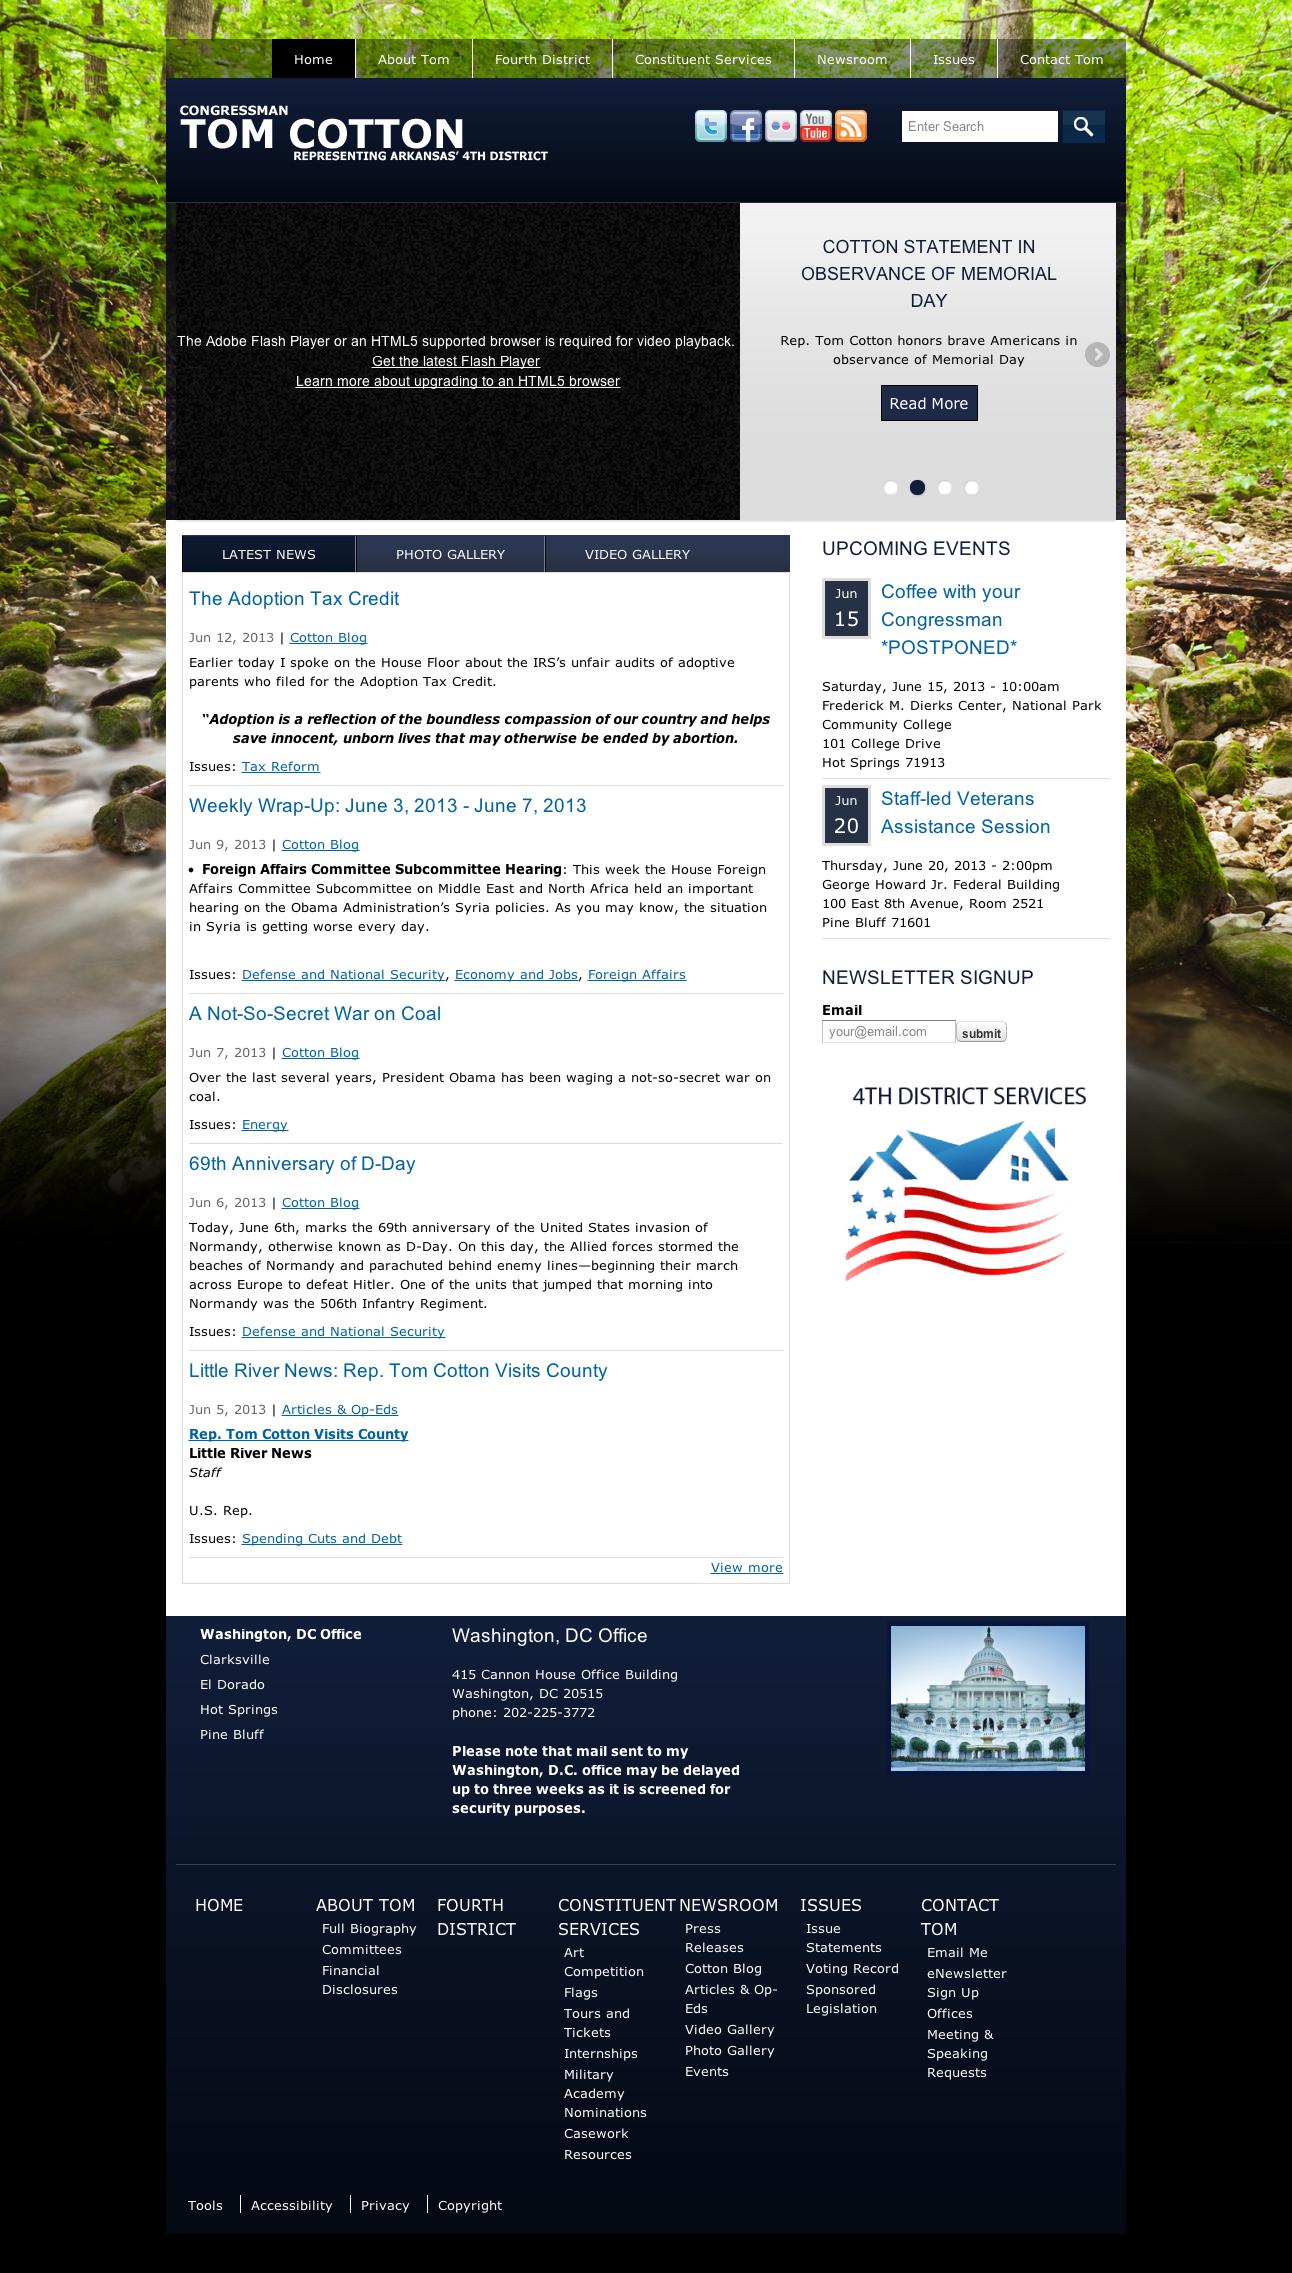 Home
About Tom
Fourth District
Constituent Services
Newsroom
Issues
Contact Tom
CONGRESSMAN
TOM COTTON
REPRESENTING ARKANSAS' 4TH DISTRICT
You
Tube
Enter Search
The Adobe Flash Player or an HTML5 supported browser is required for video playback.
Get the latest Flash Player
Learn more about upgrading to an HTML5 browser
COTTON STATEMENT IN
OBSERVANCE OF MEMORIAL
DAY
Rep. Tom Cotton honors brave Americans in
observance of Memorial Day
Read More
LATEST NEWS
PHOTO GALLERY
VIDEO GALLERY
The Adoption Tax Credit
Jun 12, 2013 | Cotton Blog
Earlier today I spoke on the House Floor about the IRS's unfair audits of adoptive
parents who filed for the Adoption Tax Credit.
"Adoption is a reflection of the boundless compassion of our country and helps
save innocent, unborn lives that may otherwise be ended by abortion.
Issues: Tax Reform
Weekly Wrap-Up: June 3, 2013 - June 7, 2013
Jun 9, 2013 | Cotton Blog
• Foreign Affairs Committee Subcommittee Hearing: This week the House Foreign
Affairs Committee Subcommittee on Middle East and North Africa held an important
hearing on the Obama Administration's Syria policies. As you may know, the situation
in Syria is getting worse every day.
Issues: Defense and National Security, Economy and Jobs, Foreign Affairs
A Not-So-Secret War on Coal
Jun 7, 2013 | Cotton Blog
Over the last several years, President Obama has been waging a not-so-secret war on
coal.
Issues: Energy
69th Anniversary of D-Day
Jun 6, 2013 | Cotton Blog
Today, June 6th, marks the 69th anniversary of the United States invasion of
Normandy, otherwise known as D-Day. On this day, the Allied forces stormed the
beaches of Normandy and parachuted behind enemy lines—beginning their march
across Europe to defeat Hitler. One of the units that jumped that morning into
Normandy was the 506th Infantry Regiment.
Issues: Defense and National Security
Little River News: Rep. Tom Cotton Visits County
Jun 5, 2013 | Articles & Op-Eds
Rep. Tom Cotton Visits County
Little River News
Staff
U.S. Rep.
Issues: Spending Cuts and Debt
View more
UPCOMING EVENTS
Jun
15
Coffee with your
Congressman
*POSTPONED*
Saturday, June 15, 2013 - 10:00am
Frederick M. Dierks Center, National Park
Community College
101 College Drive
Hot Springs 71913
Jun
20
Staff-led Veterans
Assistance Session
Thursday, June 20, 2013 - 2:00pm
George Howard Jr. Federal Building
100 East 8th Avenue, Room 2521
Pine Bluff 71601
NEWSLETTER SIGNUP
Email
your@email.com
submit
4TH DISTRICT SERVICES
Washington, DC Office
Clarksville
El Dorado
Hot Springs
Pine Bluff
Washington, DC Office
415 Cannon House Office Building
Washington, DC 20515
phone: 202-225-3772
Please note that mail sent to my
Washington, D.C. office may be delayed
up to three weeks as it is screened for
security purposes.
HOME
ABOUT TOM
Full Biography
Committees
Financial
Disclosures
FOURTH
DISTRICT
CONSTITUENT
SERVICES
Art
Competition
Flags
Tours and
Tickets
Internships
Military
Academy
Nominations
Casework
Resources
NEWSROOM
Press
Releases
Cotton Blog
Articles & Op-
Eds
Video Gallery
Photo Gallery
Events
ISSUES
Issue
Statements
Voting Record
Sponsored
Legislation
CONTACT
TOM
Email Me
eNewsletter
Sign Up
Offices
Meeting &
Speaking
Requests
Tools
Accessibility
Privacy
Copyright